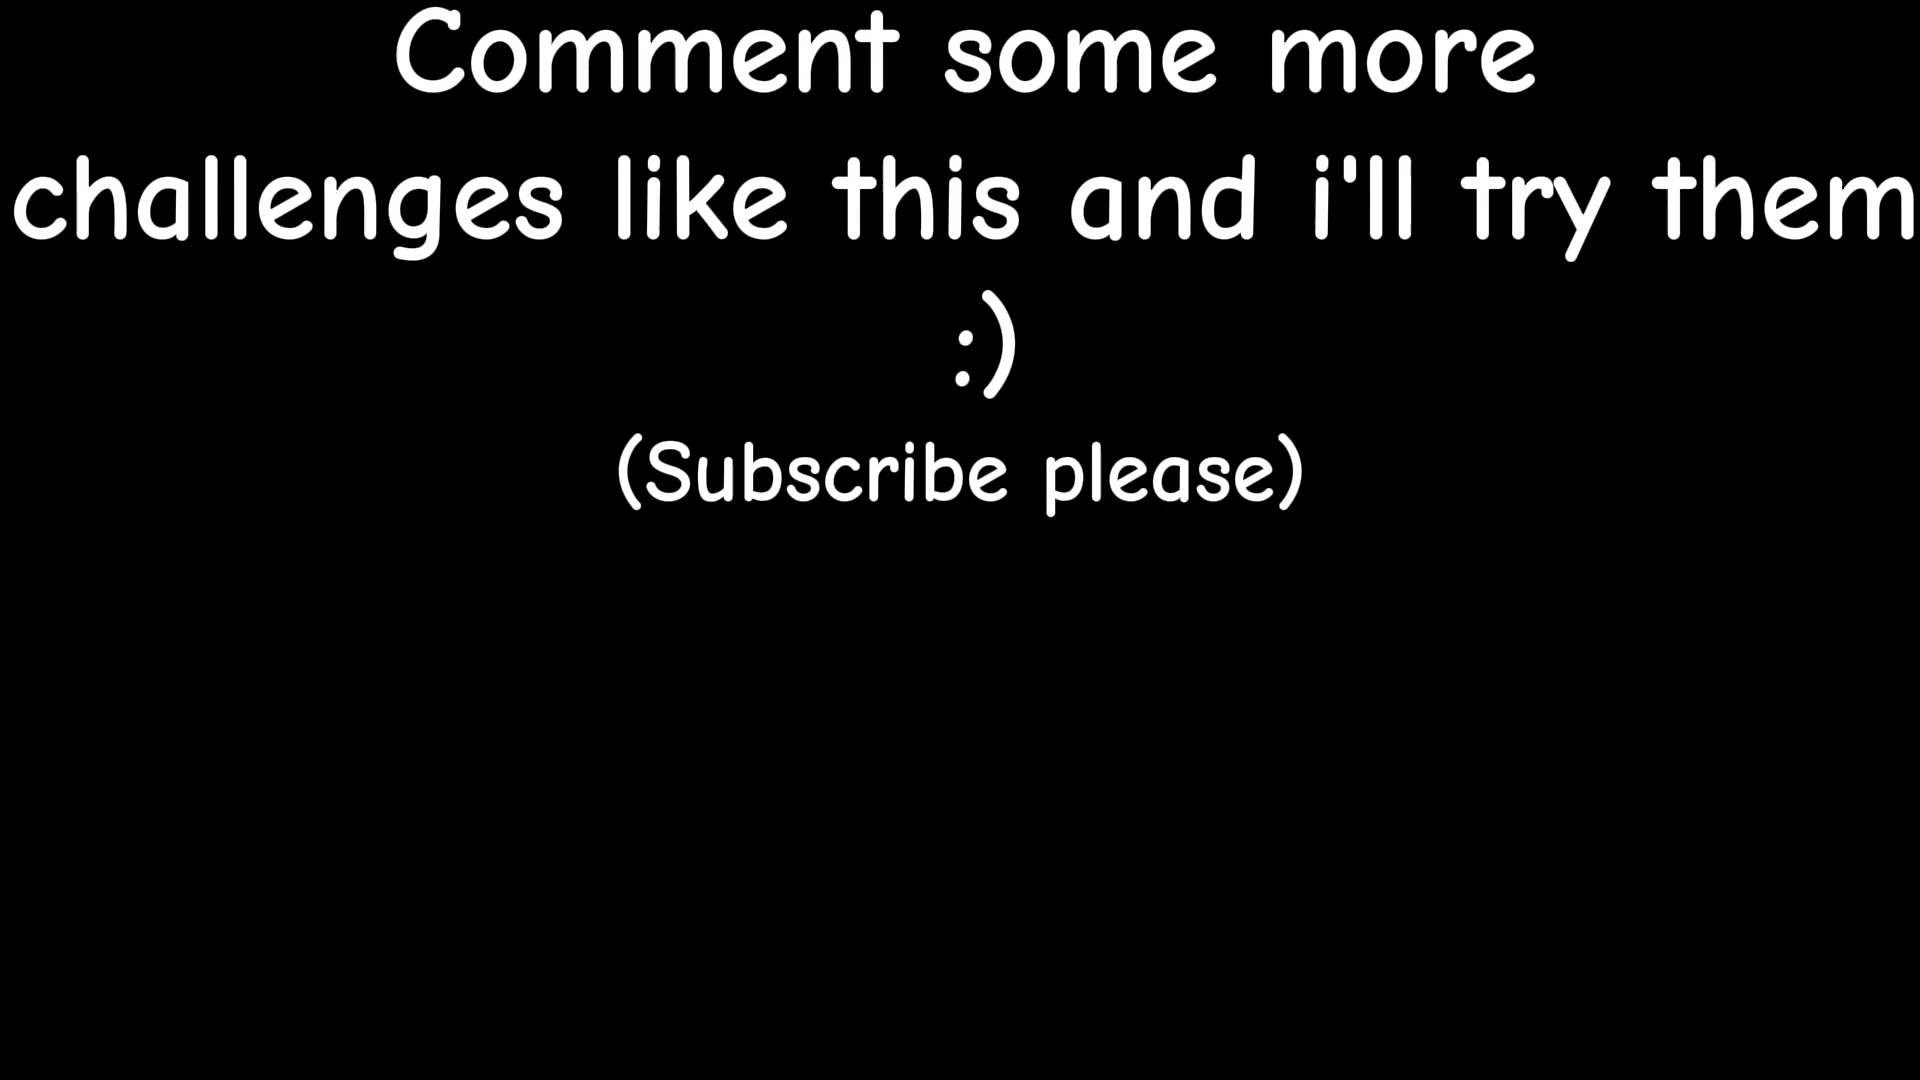 Comment some more
challenges like this and i'll try them
:)
(Subscribe please)